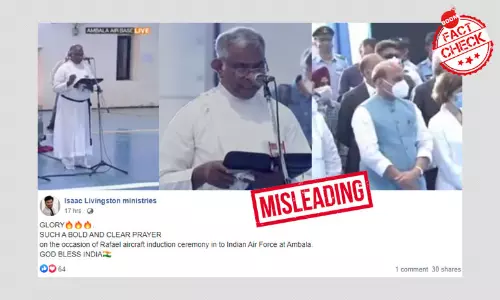 AMBALA AIR BASE LIVE
BOOM
FACT
CHECK
MISLEADING
Isaac Livingston ministries
17 hrs ·
GLORY🔥🔥🔥
SUCH A BOLD AND CLEAR PRAYER
on the occasion of Rafael aircraft induction ceremony in to Indian Air Force at Ambala.
GOD BLESS INDIA🇮🇳
64
1 comment 30 shares